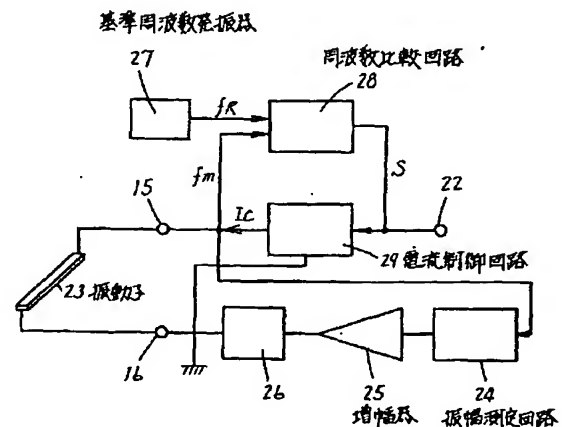 基準周波数発振器
27
周波数比較回路
28
fR
fm
S
22
15
Ic
29 電流制御回路
23 振動子
16
26
25
増幅器
24
振幅測定回路